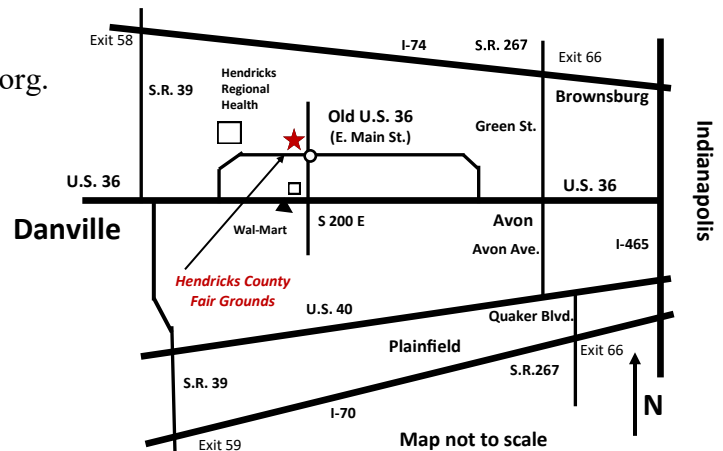 Exit 58
I-74
S.R. 267
Exit 66
org.
S.R. 39
Hendricks
Regional
Health
Brownsburg
Old U.S. 36
(E. Main St.)
Green St.
Indianapolis
U.S. 36
U.S. 36
Danville
Wal-Mart
S 200 E
Avon
Avon Ave.
I-465
Hendricks County
Fair Grounds
U.S. 40
Quaker Blvd.
Plainfield
Exit 66
S.R. 39
S.R.267
I-70
N
Exit 59
Map not to scale